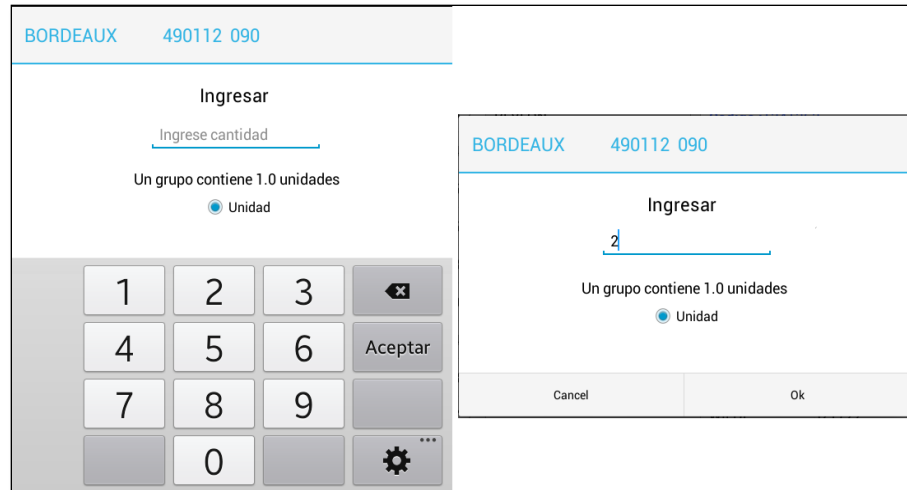 BORDEAUX 490112 090
Ingresar
Ingrese cantidad
Un grupo contiene 1.0 unidades
Unidad
1 2 3
4 5 6 Aceptar
7 8 9
0
BORDEAUX 490112 090
Ingresar
2
Un grupo contiene 1.0 unidades
Unidad
Cancel Ok